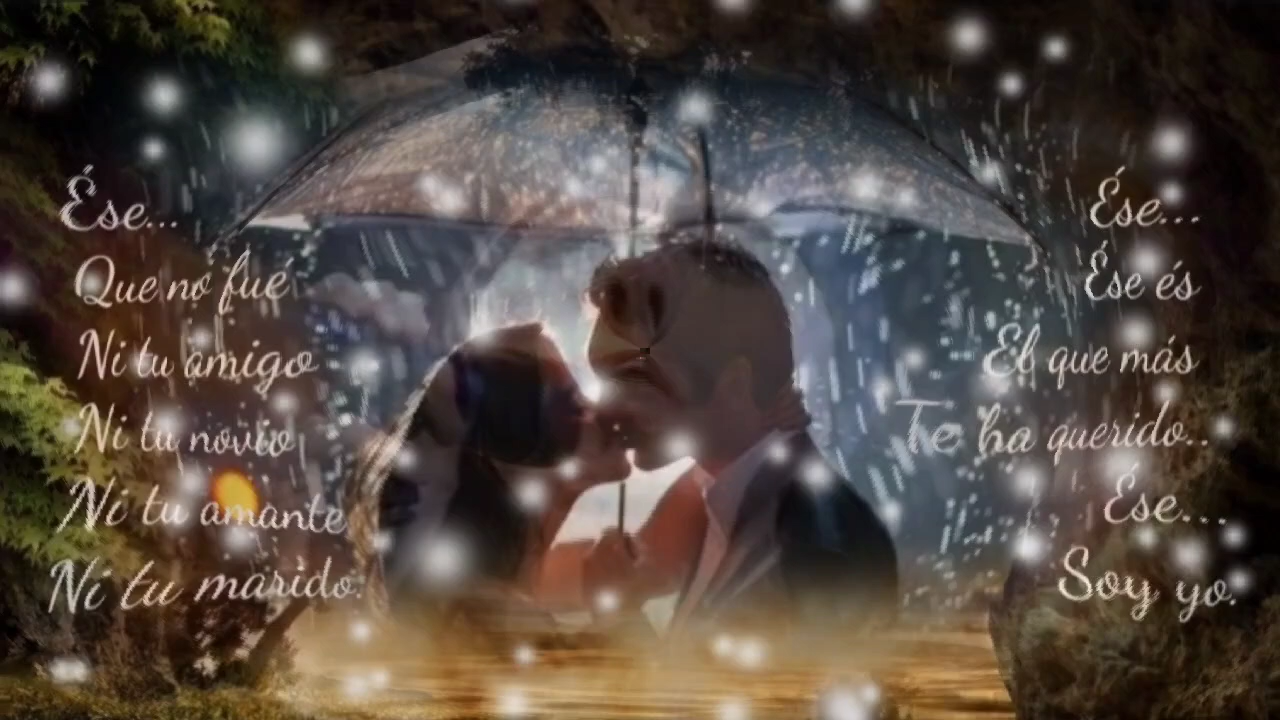 Ése...
Que no fué
Ni tu amigo
Ni tu novio
Ni tu amante
Ni tu marido.
Ése...
Ése és
El que más
Te ha querido..
Ése...
Soy yo.